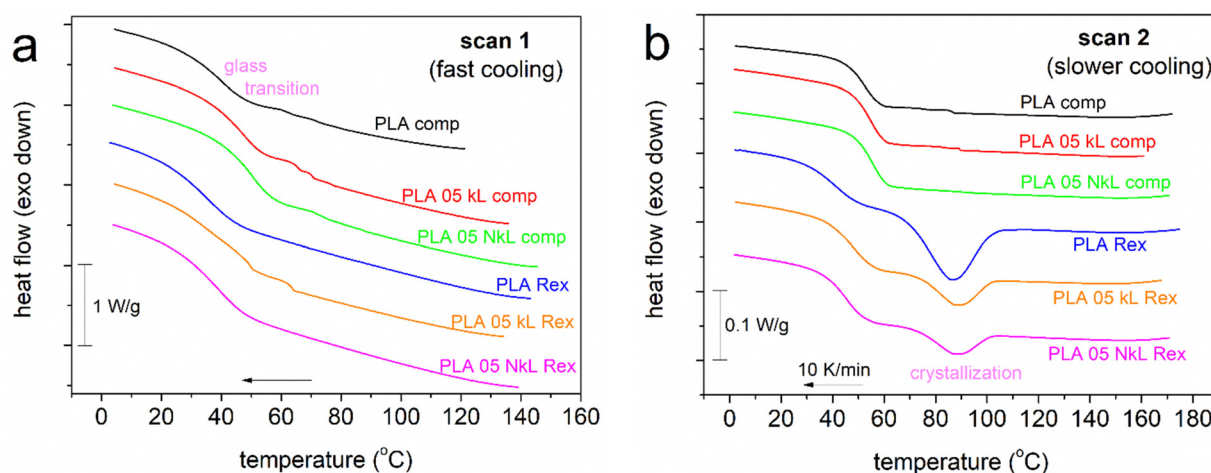 a
scan 1
(fast cooling)
glass
transition
PLA comp
PLA 05 kL comp
PLA 05 NkL comp
PLA Rex
PLA 05 kL Rex
PLA 05 NkL Rex
1 W/g
heat flow (exo down)
0 20 40 60 80 100 120 140 160
temperature (°C)
b
scan 2
(slower cooling)
PLA comp
PLA 05 kL comp
PLA 05 NkL comp
PLA Rex
PLA 05 kL Rex
PLA 05 NkL Rex
0.1 W/g
10 K/min
crystallization
heat flow (exo down)
0 20 40 60 80 100 120 140 160 180
temperature (°C)